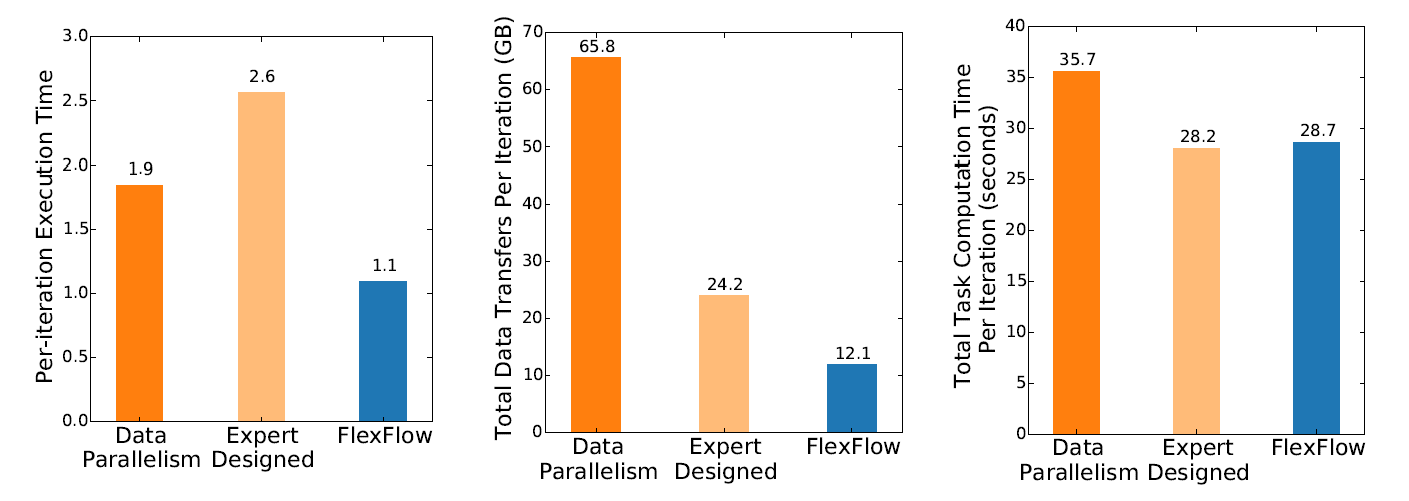 Per-iteration Execution Time
3.0
2.5
2.0
1.5
1.0
0.5
0.0
1.9
2.6
1.1
Data
Parallelism
Expert
Designed
FlexFlow
Total Data Transfers Per Iteration (GB)
70
60
50
40
30
20
10
0
65.8
24.2
12.1
Data
Parallelism
Expert
Designed
FlexFlow
Total Task Computation Time
Per Iteration (seconds)
40
35
30
25
20
15
10
5
0
35.7
28.2
28.7
Data
Parallelism
Expert
Designed
FlexFlow